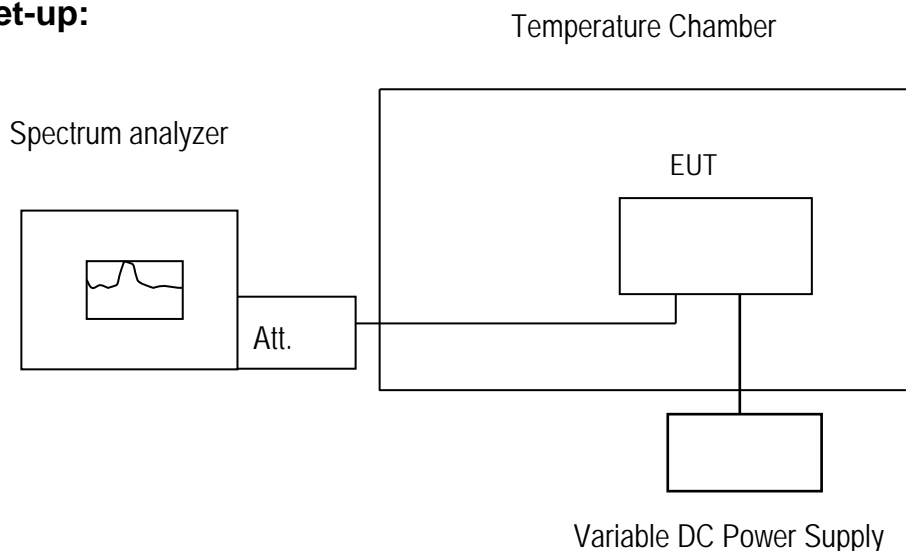 et-up:
Temperature Chamber
Spectrum analyzer
EUT
Att.
Variable DC Power Supply